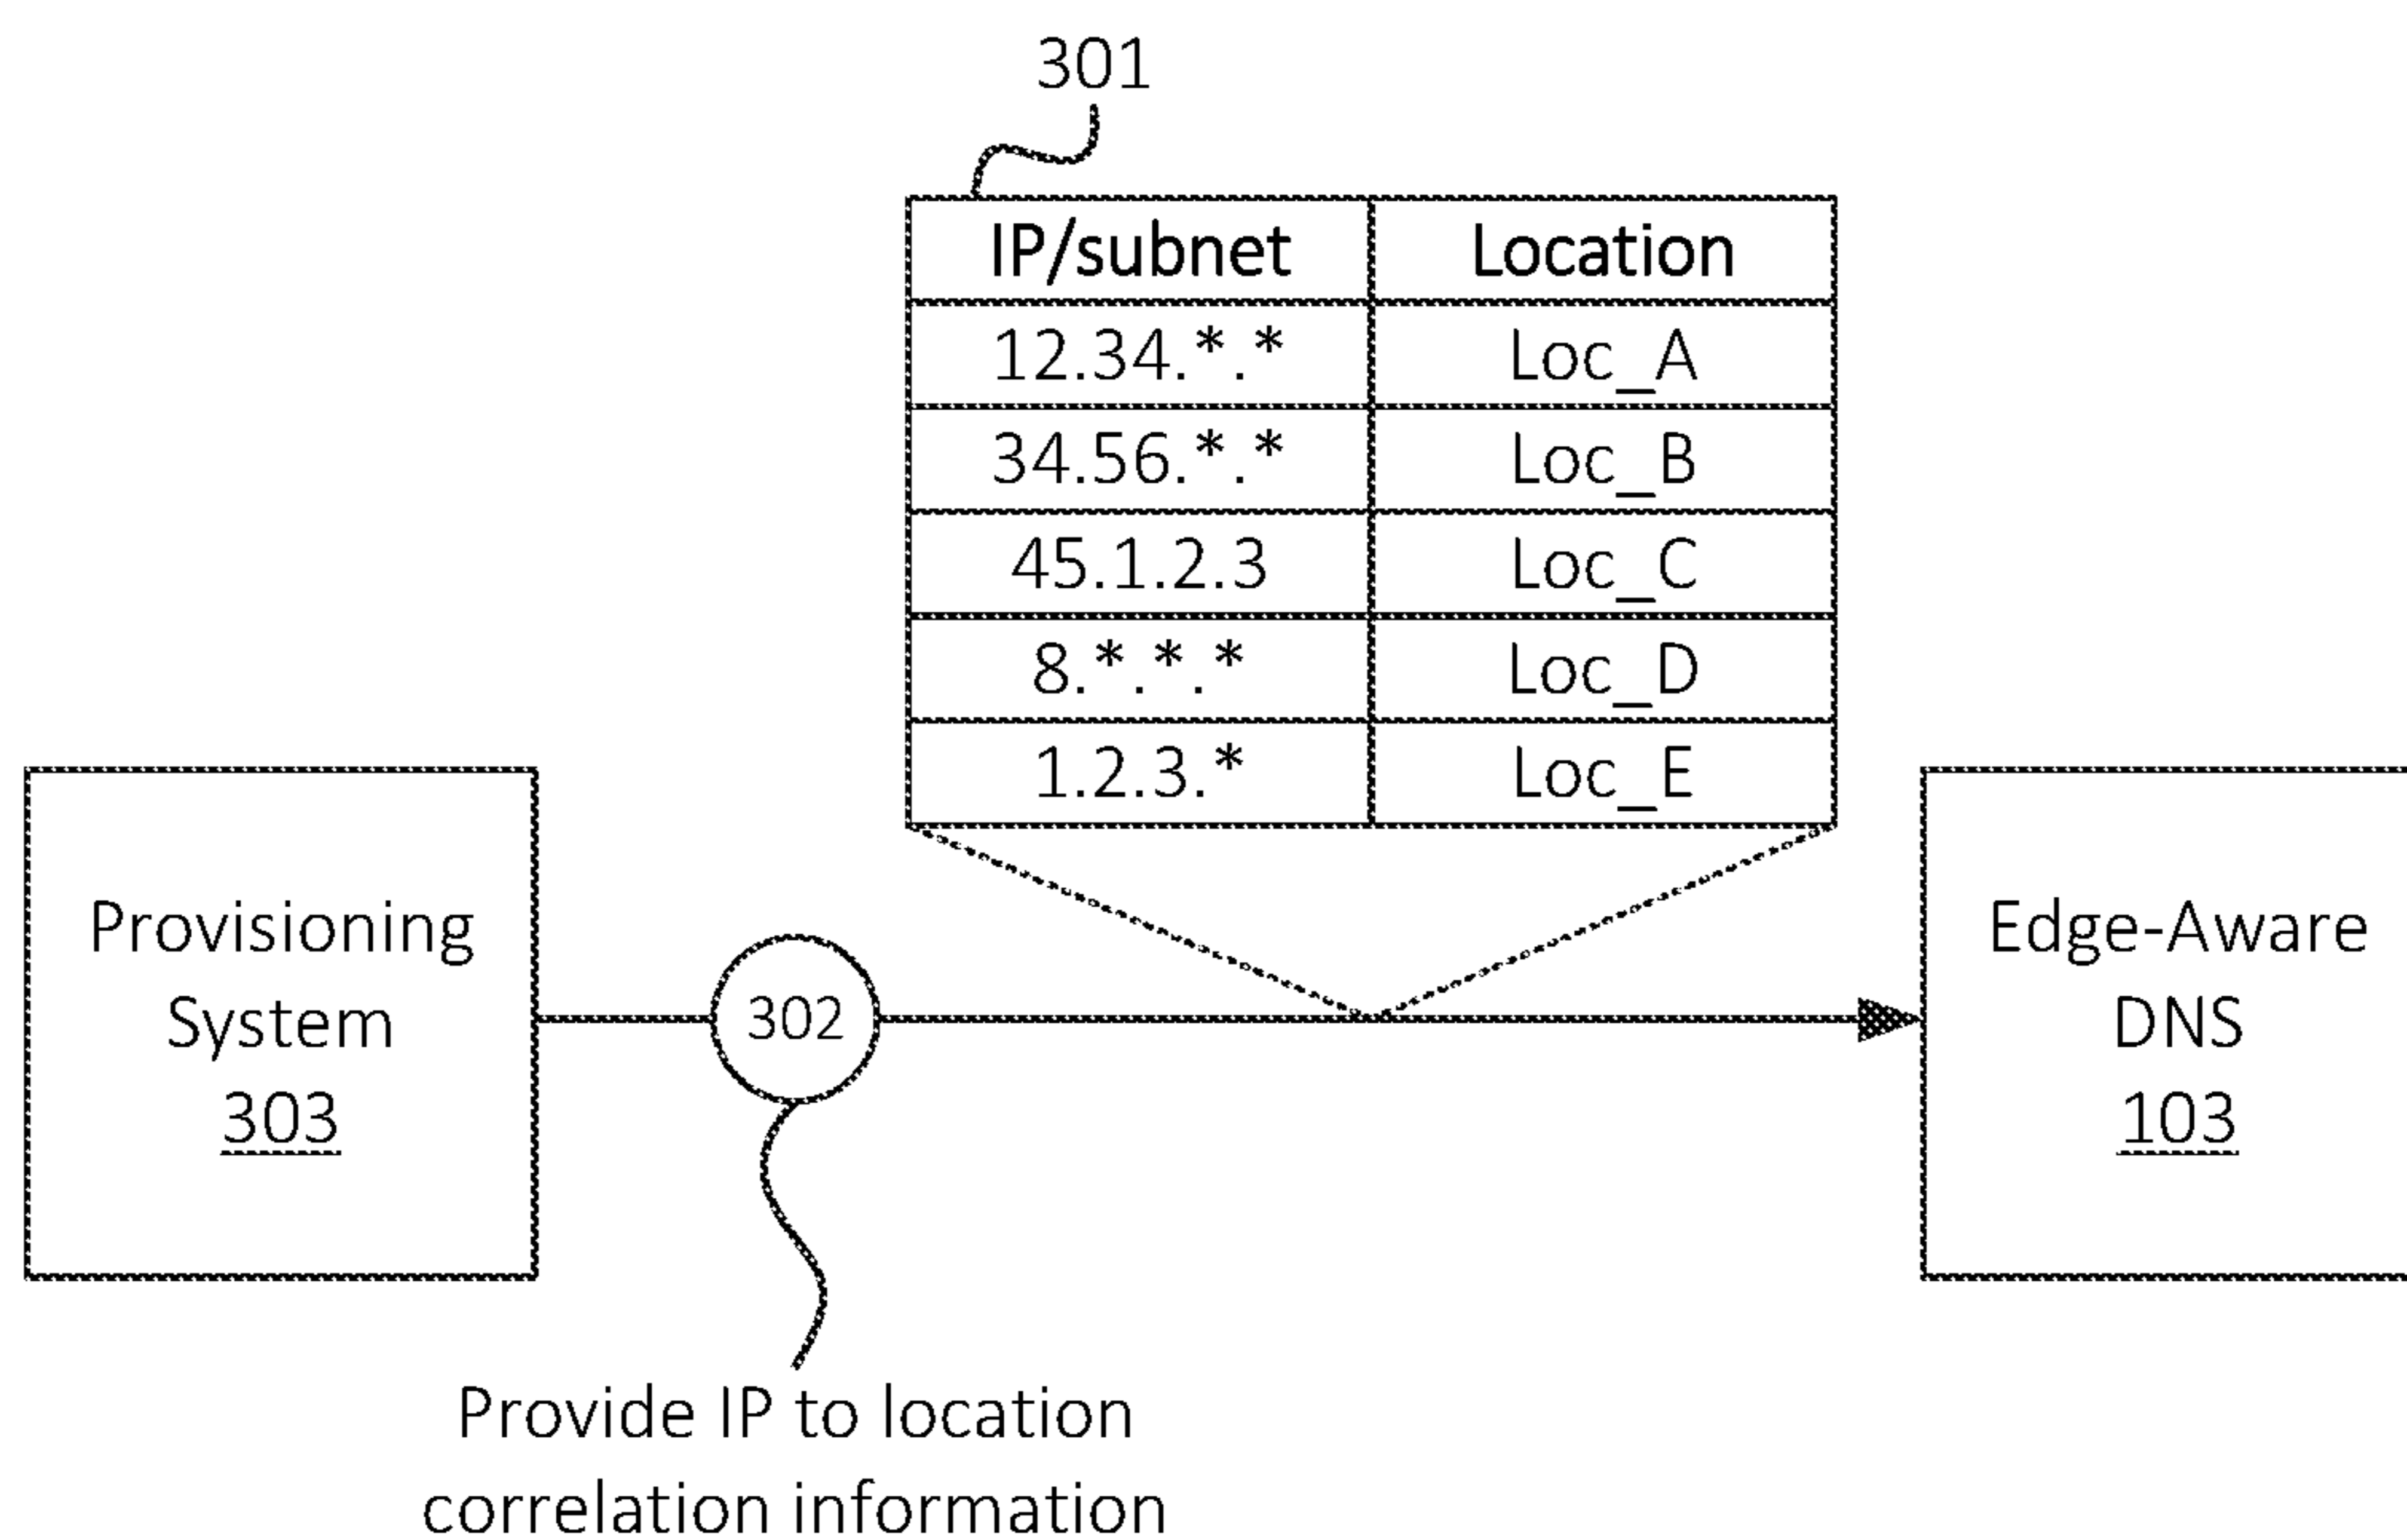 301
IP/subnet Location
12.34.*.* Loc_A
34.56.*.* Loc_B
45.1.2.3 Loc_C
8.*.*.* Loc_D
1.2.3.* Loc_E
Provisioning
System
303
302
Edge-Aware
DNS
103
Provide IP to location
correlation information